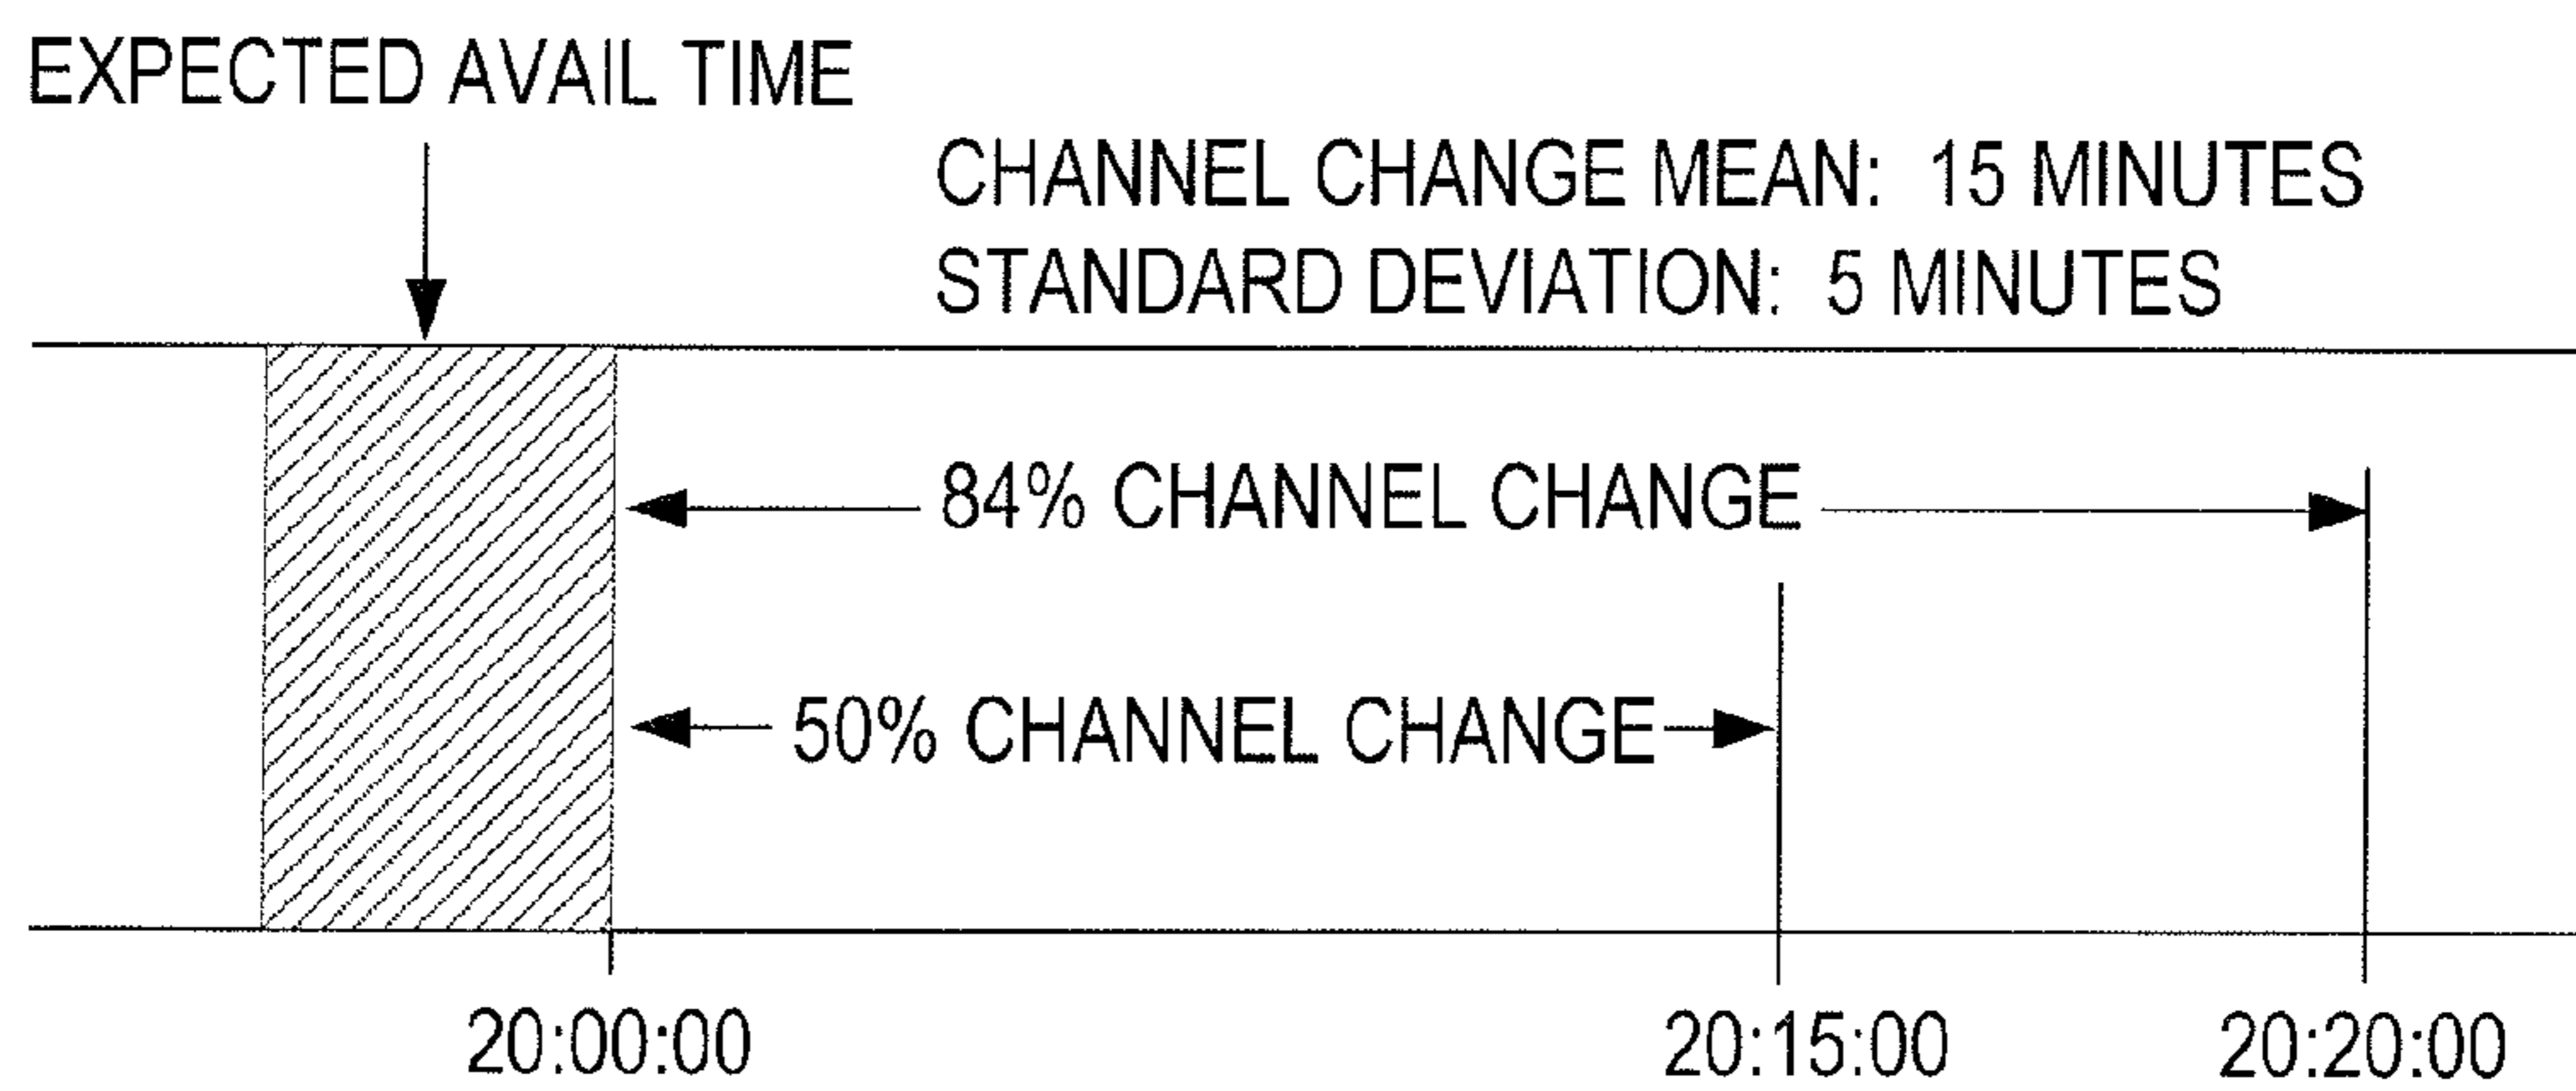 EXPECTED AVAIL TIME
CHANNEL CHANGE MEAN: 15 MINUTES
STANDARD DEVIATION: 5 MINUTES
84% CHANNEL CHANGE
50% CHANNEL CHANGE
20:00:00
20:15:00
20:20:00